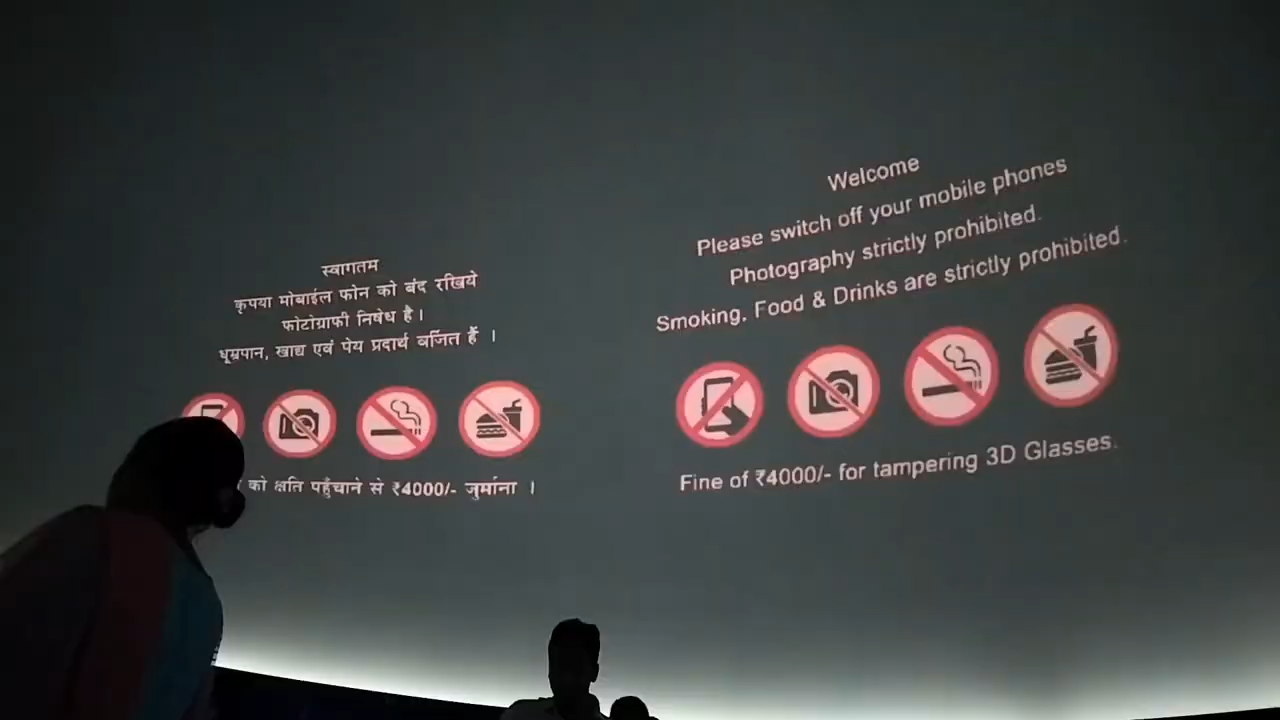 स्वागतम
कृपया मोबाईल फोन को बंद रखिये
फोटोग्राफी निषेध है।
धूम्रपान, खाद्य एवं पेय प्रदार्थ वर्जित हैं ।
को क्षति पहुँचाने से ₹4000/- जुर्माना ।
Welcome
Please switch off your mobile phones
Photography strictly prohibited.
Smoking, Food & Drinks are strictly prohibited.
Fine of ₹4000/- for tampering 3D Glasses.